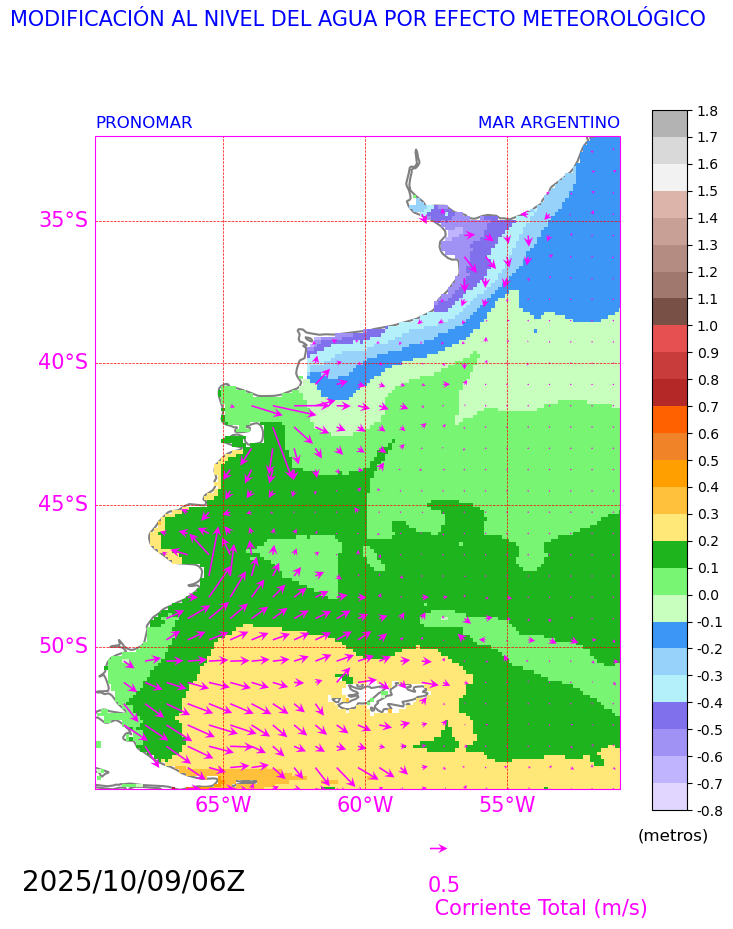 MODIFICACIÓN AL NIVEL DEL AGUA POR EFECTO METEOROLÓGICO
PRONOMAR MAR ARGENTINO
1.8
1.7
1.6
1.5
1.4
1.3
1.2
1.1
1.0
0.9
0.8
0.7
0.6
0.5
0.4
0.3
0.2
0.1
0.0
-0.1
-0.2
-0.3
-0.4
-0.5
-0.6
-0.7
-0.8
(metros)
35°S
40°S
45°S
50°S
65°W 60°W 55°W
2025/10/09/06Z
0.5
Corriente Total (m/s)